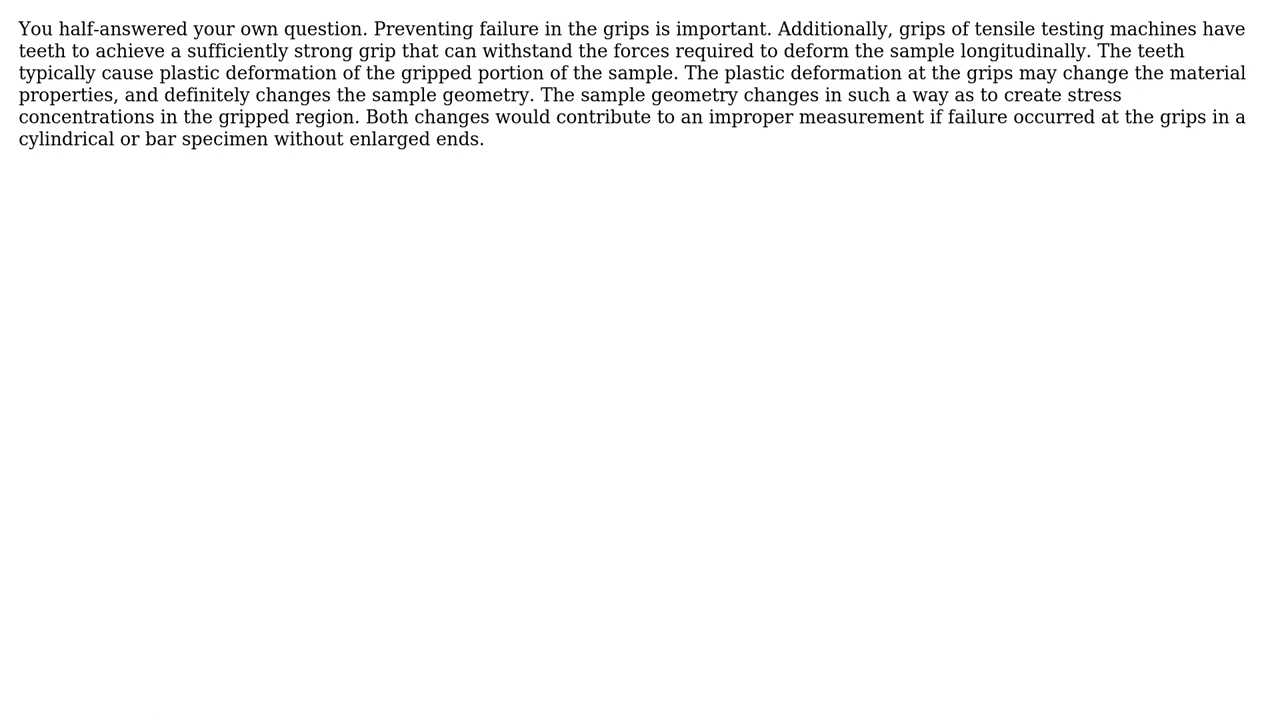 You half-answered your own question. Preventing failure in the grips is important. Additionally, grips of tensile testing machines have
teeth to achieve a sufficiently strong grip that can withstand the forces required to deform the sample longitudinally. The teeth
typically cause plastic deformation of the gripped portion of the sample. The plastic deformation at the grips may change the material
properties, and definitely changes the sample geometry. The sample geometry changes in such a way as to create stress
concentrations in the gripped region. Both changes would contribute to an improper measurement if failure occurred at the grips in a
cylindrical or bar specimen without enlarged ends.